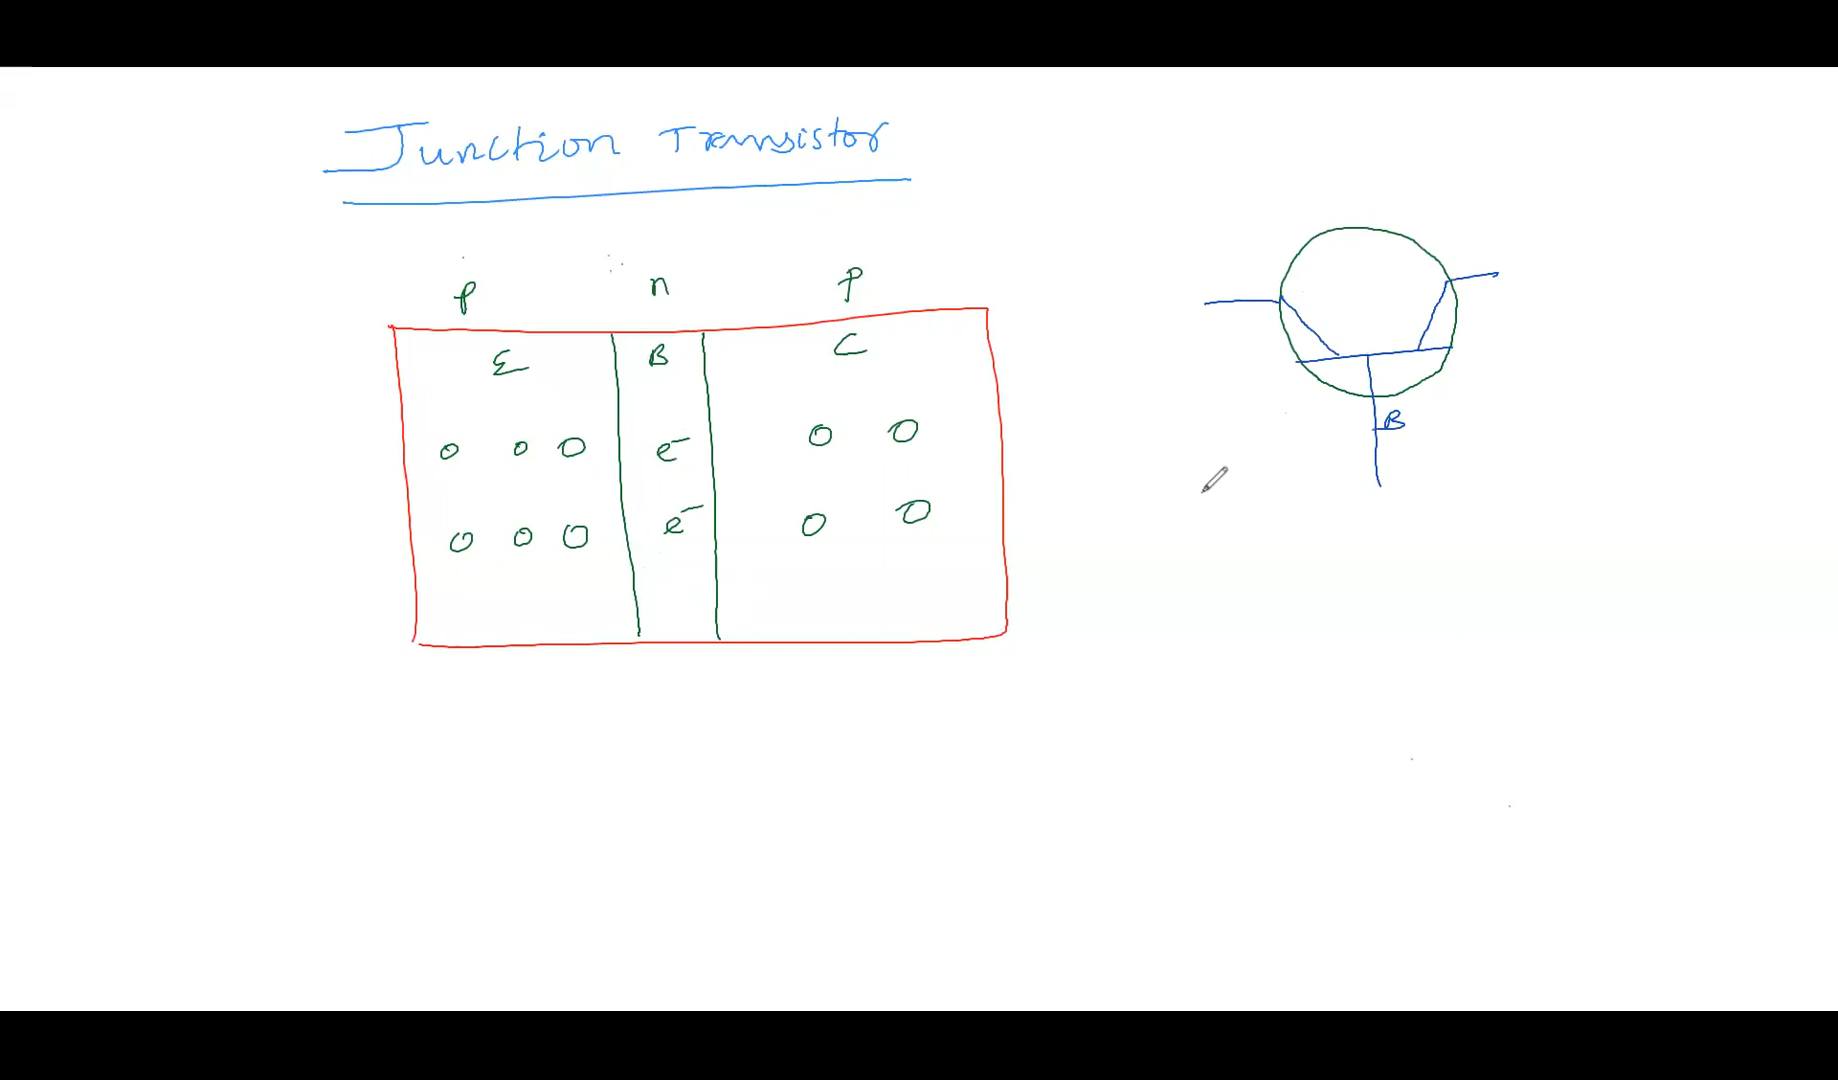 Junction Transistor
p n p
E B C
o o o e⁻ o o
o o o e⁻ o o
B